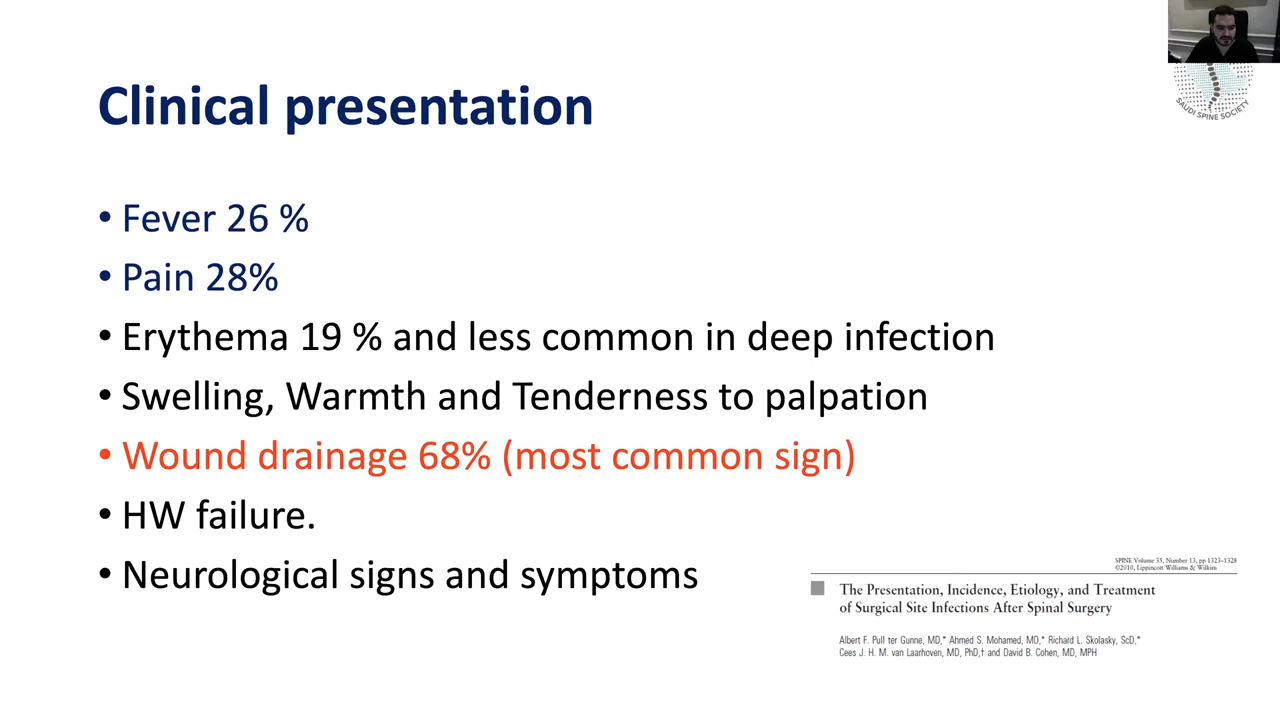 SAUDI SPINE SOCIETY
Clinical presentation
• Fever 26 %
• Pain 28%
• Erythema 19 % and less common in deep infection
• Swelling, Warmth and Tenderness to palpation
• Wound drainage 68% (most common sign)
• HW failure.
• Neurological signs and symptoms
SPINE Volume 35, Number 13, pp 1323–1328
©2010, Lippincott Williams & Wilkins
The Presentation, Incidence, Etiology, and Treatment
of Surgical Site Infections After Spinal Surgery
Albert F. Pull ter Gunne, MD,* Ahmed S. Mohamed, MD,* Richard L. Skolasky, ScD,*
Cees J. H. M. van Laarhoven, MD, PhD,† and David B. Cohen, MD, MPH